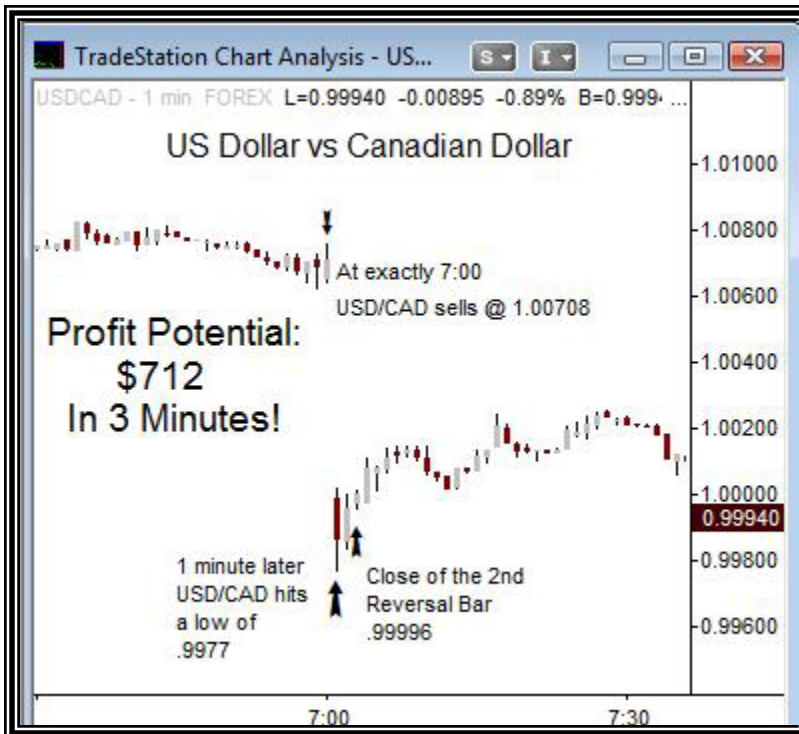 TradeStation Chart Analysis - US...
S I
USDCAD - 1 min FOREX L=0.99940 -0.00895 -0.89% B=0.999 ...
US Dollar vs Canadian Dollar
1.01000
1.00800
At exactly 7:00
USD/CAD sells @ 1.00708
1.00600
Profit Potential:
$712
In 3 Minutes!
1.00400
1.00200
1.00000
0.99940
0.99800
0.99600
1 minute later
USD/CAD hits
a low of
.9977
Close of the 2nd
Reversal Bar
.99996
7:00 7:30